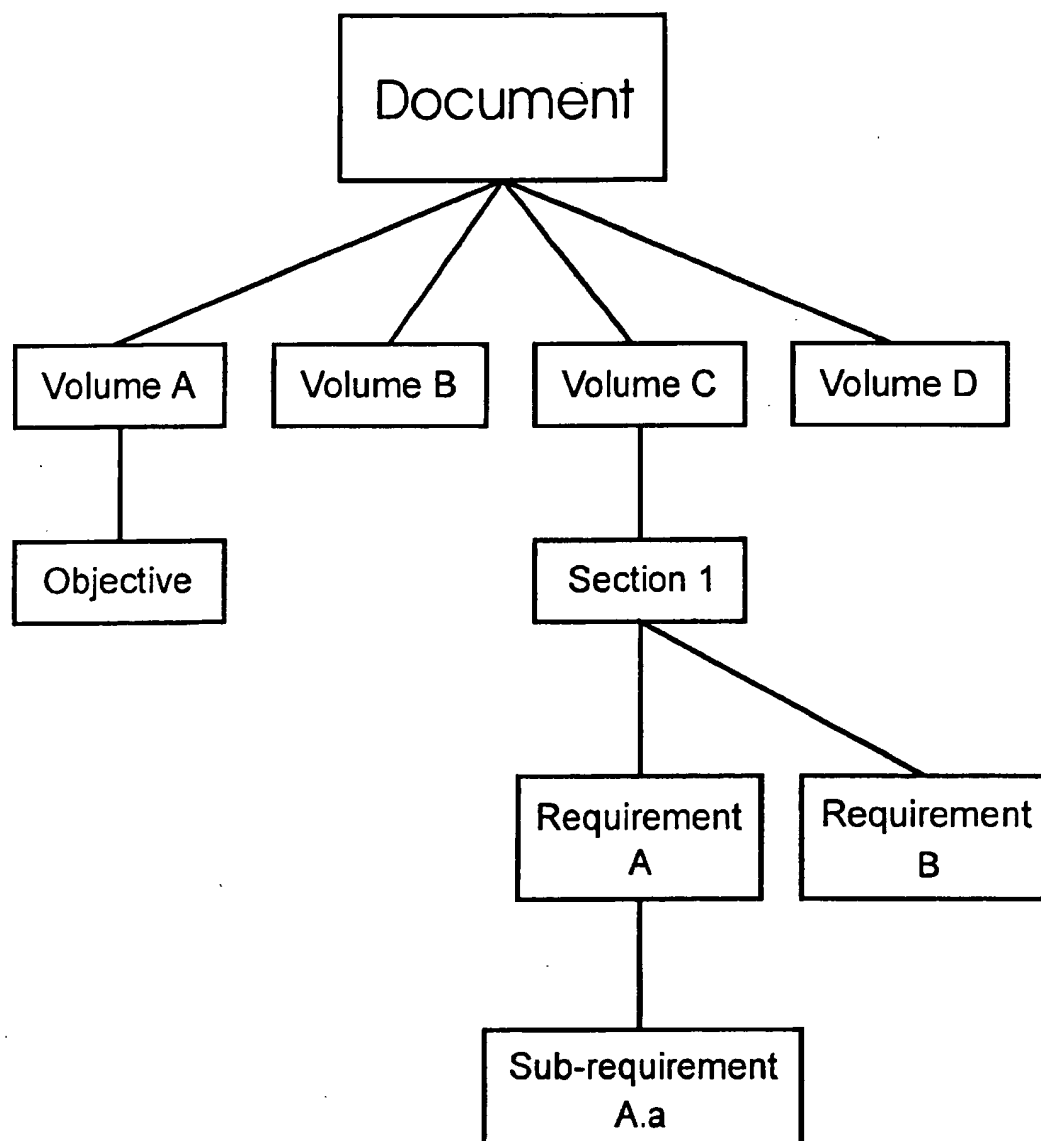 Document
Volume A
Volume B
Volume C
Volume D
Objective
Section 1
Requirement
A
Requirement
B
Sub-requirement
A.a